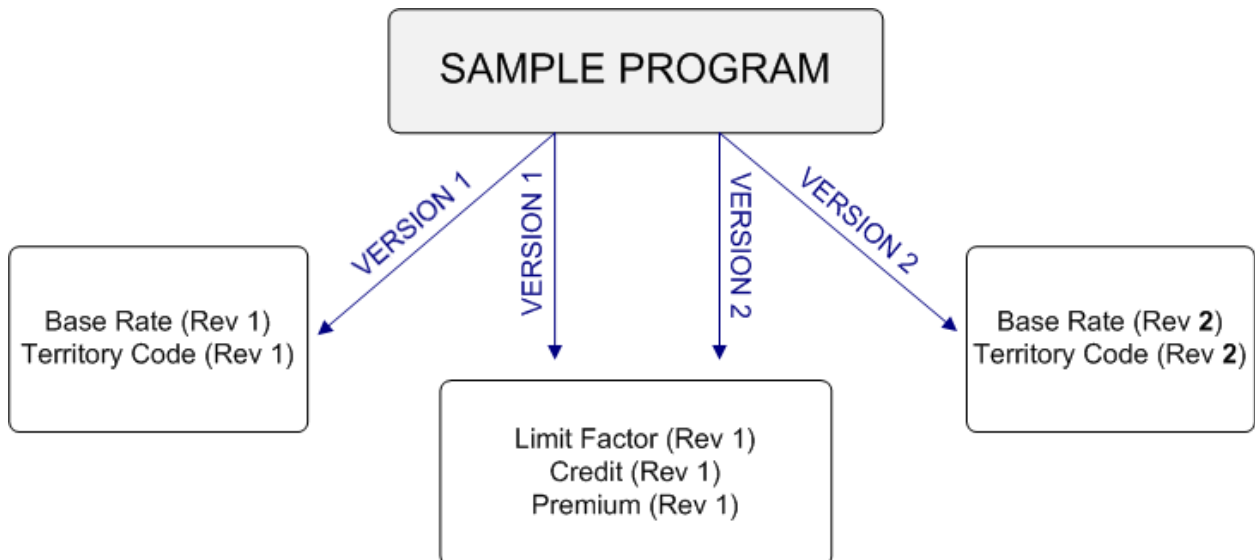 SAMPLE PROGRAM
VERSION 1
VERSION 1
VERSION 2
VERSION 2
Base Rate (Rev 1)
Territory Code (Rev 1)
Limit Factor (Rev 1)
Credit (Rev 1)
Premium (Rev 1)
Base Rate (Rev 2)
Territory Code (Rev 2)